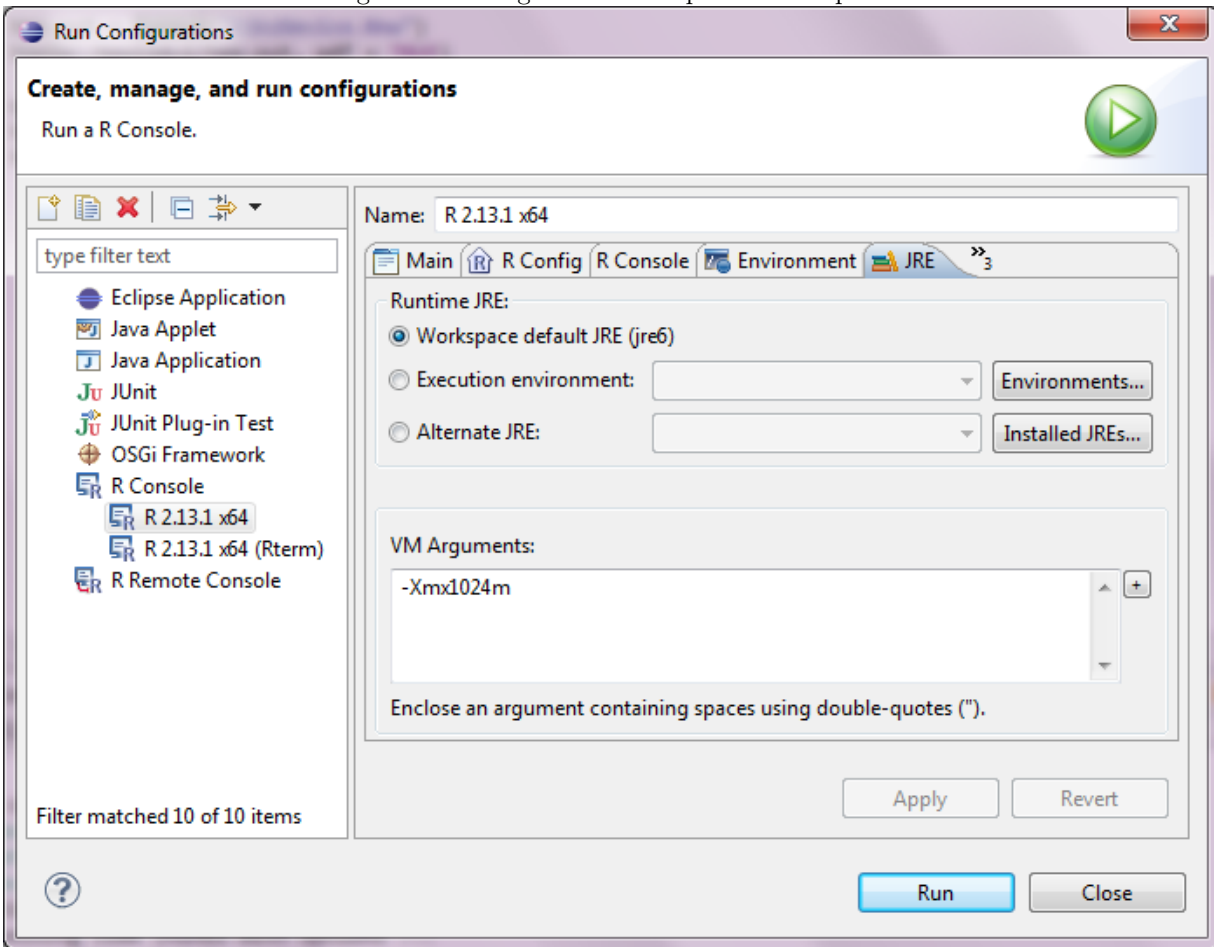 Run Configurations
Create, manage, and run configurations
Run a R Console.
type filter text
Eclipse Application
Java Applet
Java Application
JUnit
JUnit Plug-in Test
OSGi Framework
R Console
R 2.13.1 x64
R 2.13.1 x64 (Rterm)
R Remote Console
Filter matched 10 of 10 items
Name: R 2.13.1 x64
Main R Config R Console Environment JRE »3
Runtime JRE:
Workspace default JRE (jre6)
Execution environment: Environments...
Alternate JRE: Installed JREs...
VM Arguments:
-Xmx1024m
+
Enclose an argument containing spaces using double-quotes (").
Apply Revert
Run Close